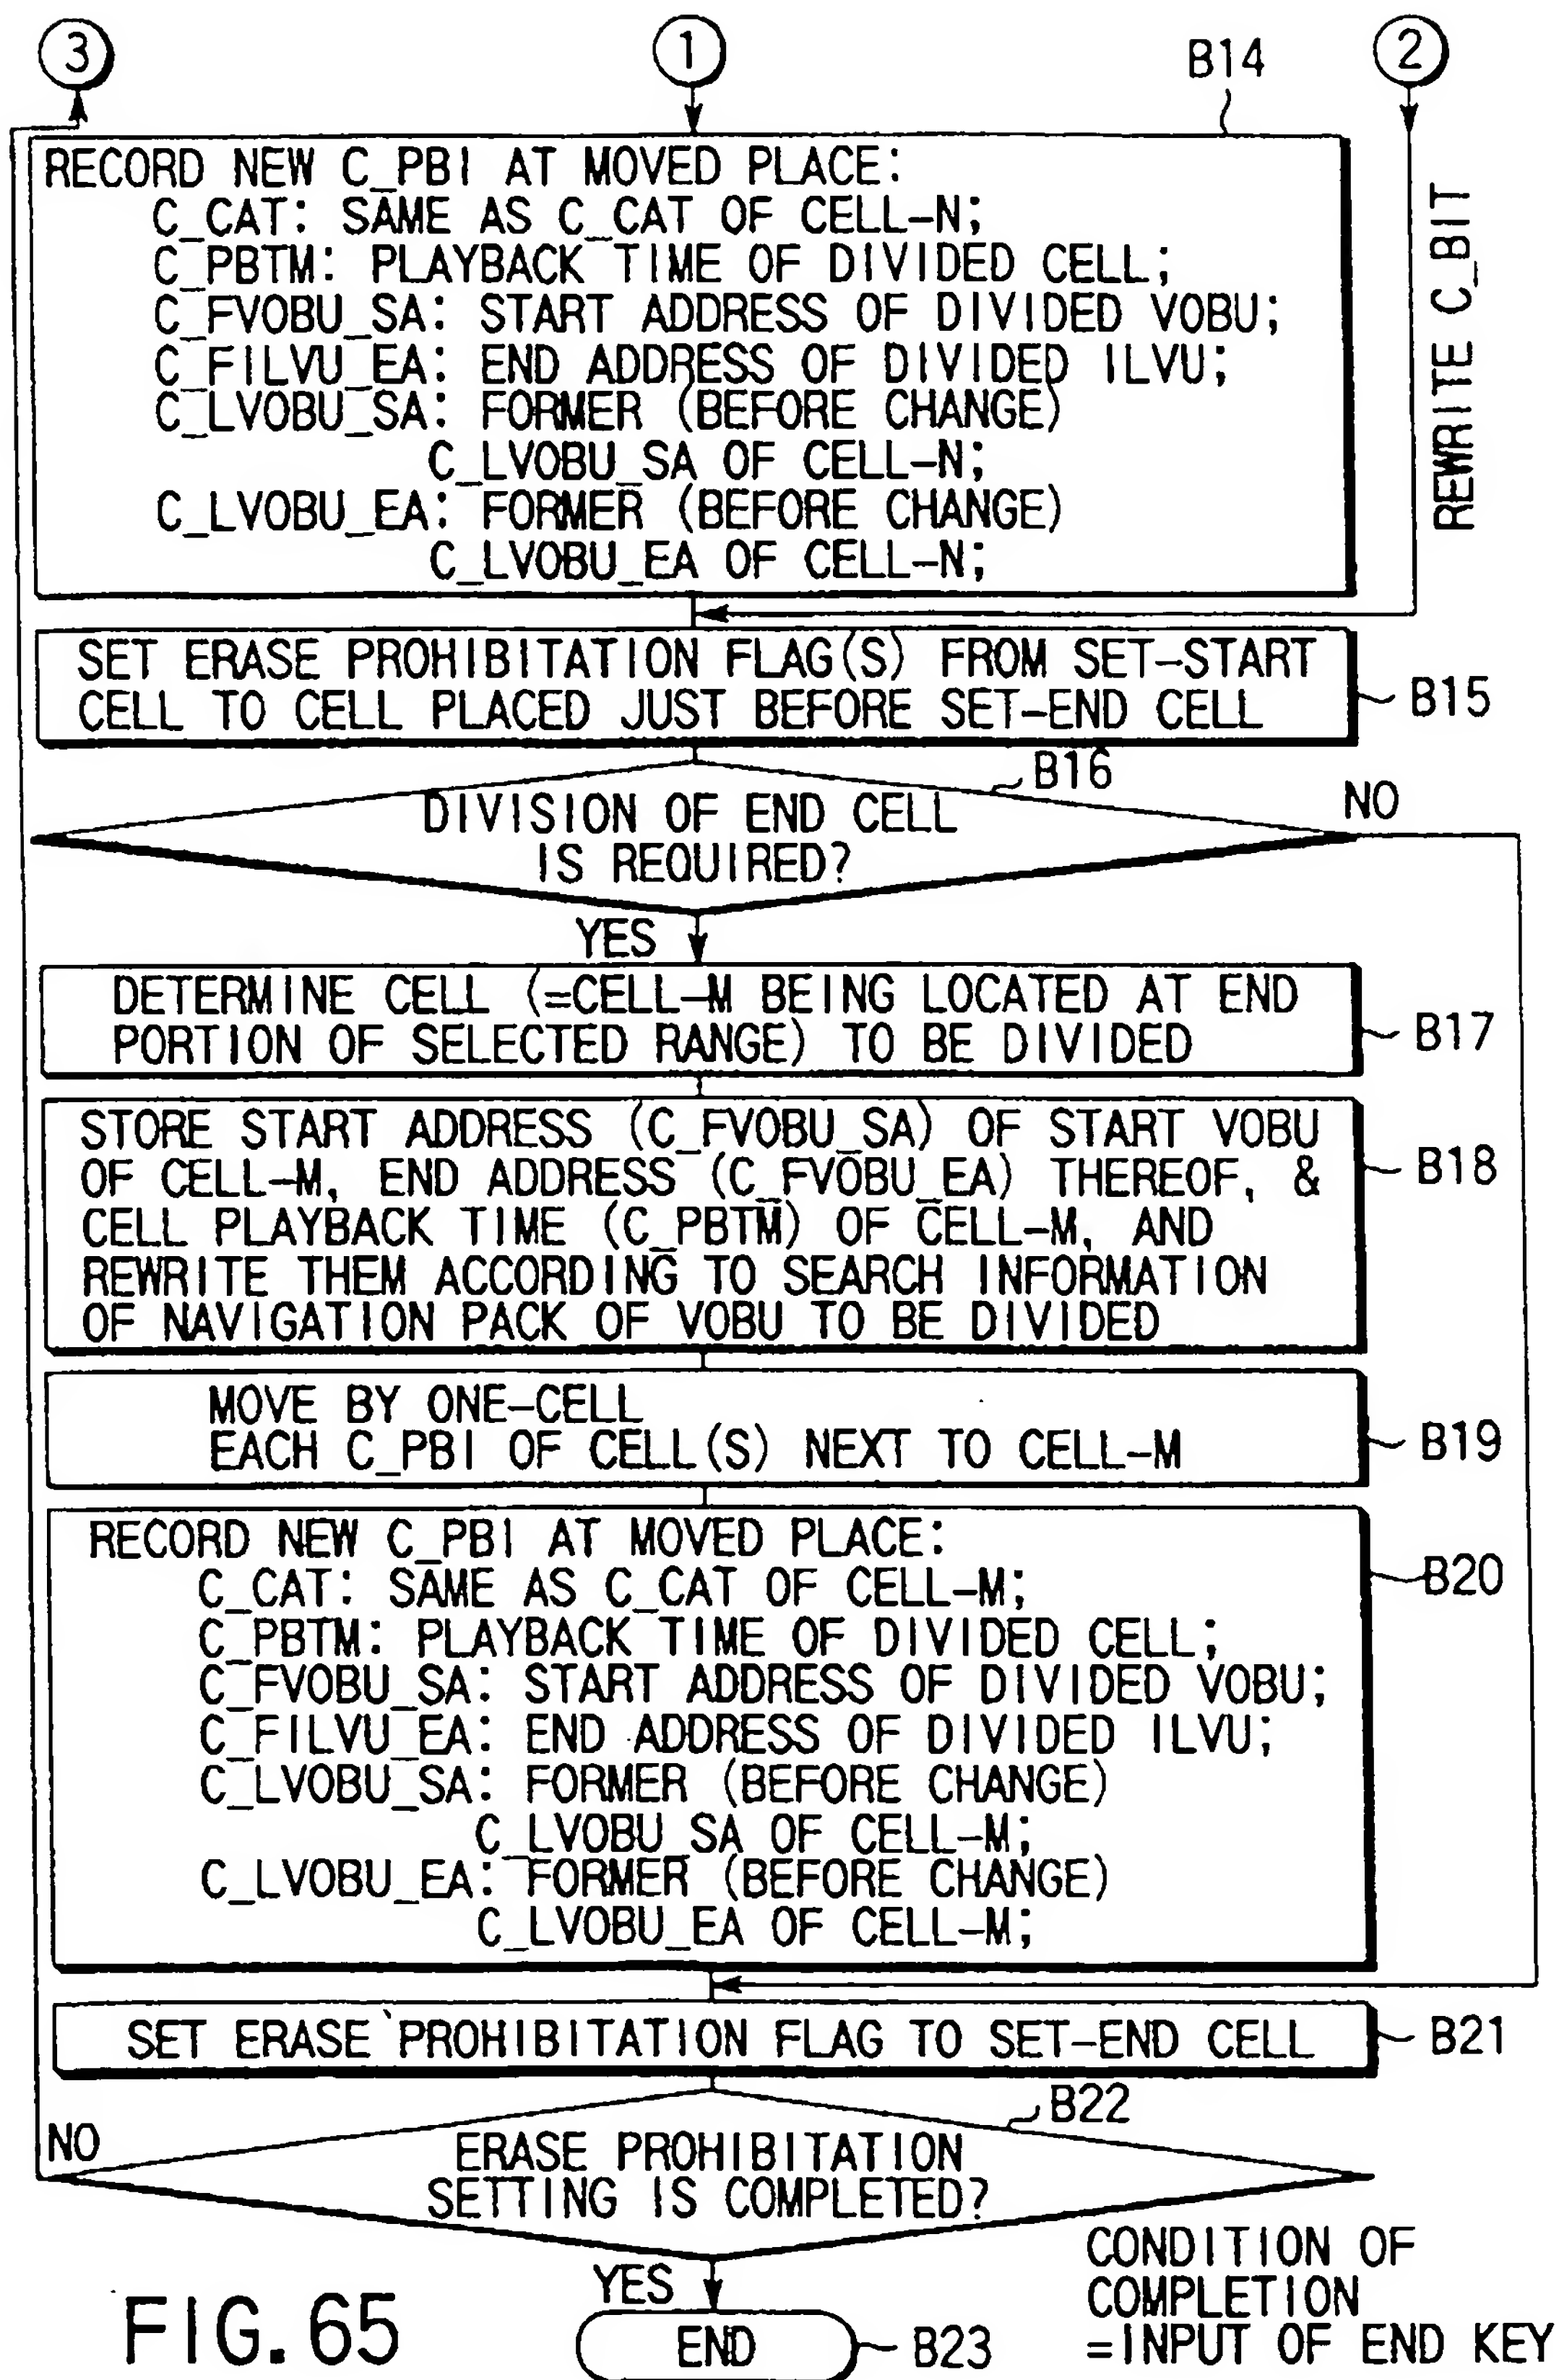 3
1
B14
2
RECORD NEW C_PBI AT MOVED PLACE:
C_CAT: SAME AS C_CAT OF CELL-N;
C_PBTM: PLAYBACK TIME OF DIVIDED CELL;
C_FVOBU_SA: START ADDRESS OF DIVIDED VOBU;
C_FILVU_EA: END ADDRESS OF DIVIDED ILVU;
C_LVOBU_SA: FORMER (BEFORE CHANGE)
C_LVOBU_SA OF CELL-N;
C_LVOBU_EA: FORMER (BEFORE CHANGE)
C_LVOBU_EA OF CELL-N;
REWRITE C_BIT
SET ERASE PROHIBITATION FLAG(S) FROM SET-START
CELL TO CELL PLACED JUST BEFORE SET-END CELL
B15
B16
DIVISION OF END CELL
IS REQUIRED?
NO
YES
DETERMINE CELL (=CELL-M BEING LOCATED AT END
PORTION OF SELECTED RANGE) TO BE DIVIDED
B17
STORE START ADDRESS (C_FVOBU_SA) OF START VOBU
OF CELL-M, END ADDRESS (C_FVOBU_EA) THEREOF, &
CELL PLAYBACK TIME (C_PBTM) OF CELL-M, AND
REWRITE THEM ACCORDING TO SEARCH INFORMATION
OF NAVIGATION PACK OF VOBU TO BE DIVIDED
B18
MOVE BY ONE-CELL
EACH C_PBI OF CELL(S) NEXT TO CELL-M
B19
RECORD NEW C_PBI AT MOVED PLACE:
C_CAT: SAME AS C_CAT OF CELL-M;
C_PBTM: PLAYBACK TIME OF DIVIDED CELL;
C_FVOBU_SA: START ADDRESS OF DIVIDED VOBU;
C_FILVU_EA: END ADDRESS OF DIVIDED ILVU;
C_LVOBU_SA: FORMER (BEFORE CHANGE)
C_LVOBU_SA OF CELL-M;
C_LVOBU_EA: FORMER (BEFORE CHANGE)
C_LVOBU_EA OF CELL-M;
B20
SET ERASE PROHIBITATION FLAG TO SET-END CELL
B21
B22
NO
ERASE PROHIBITATION
SETTING IS COMPLETED?
YES
CONDITION OF
COMPLETION
=INPUT OF END KEY
END
B23
FIG. 65